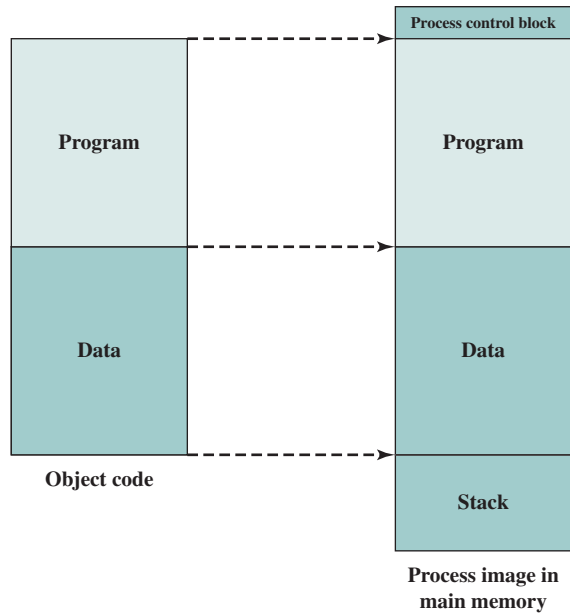 Process control block
Program
Program
Data
Data
Object code
Stack
Process image in
main memory